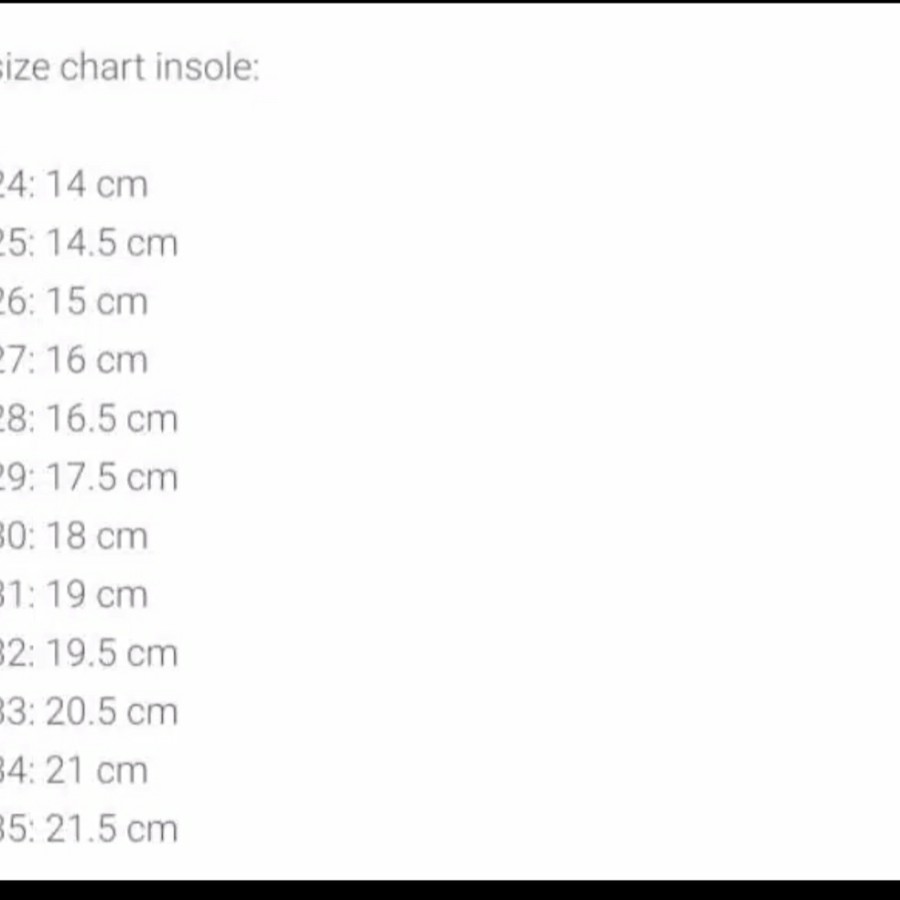 size chart insole:
24: 14 cm
25: 14.5 cm
26: 15 cm
27: 16 cm
28: 16.5 cm
29: 17.5 cm
30: 18 cm
31: 19 cm
32: 19.5 cm
33: 20.5 cm
34: 21 cm
35: 21.5 cm